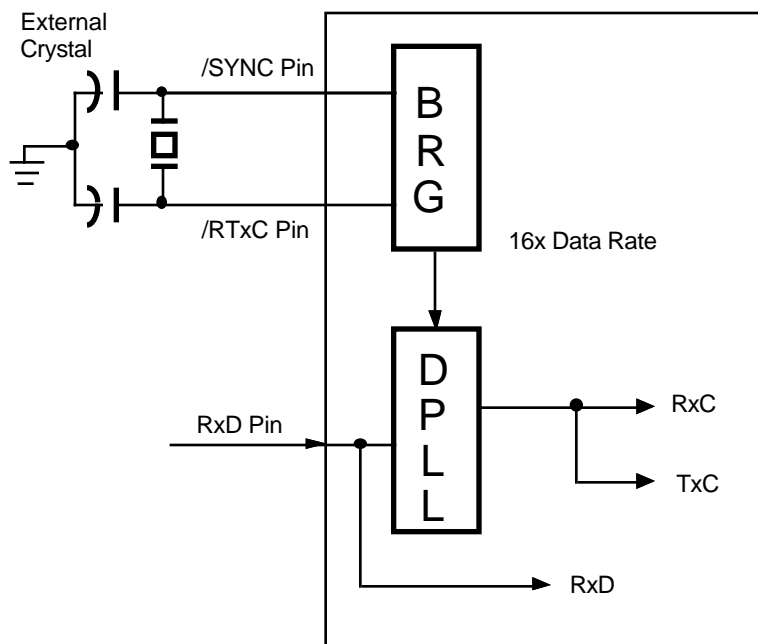 External
Crystal
/SYNC Pin
B
R
G
/RTxC Pin
16x Data Rate
D
P
L
L
RxD Pin
RxC
TxC
RxD